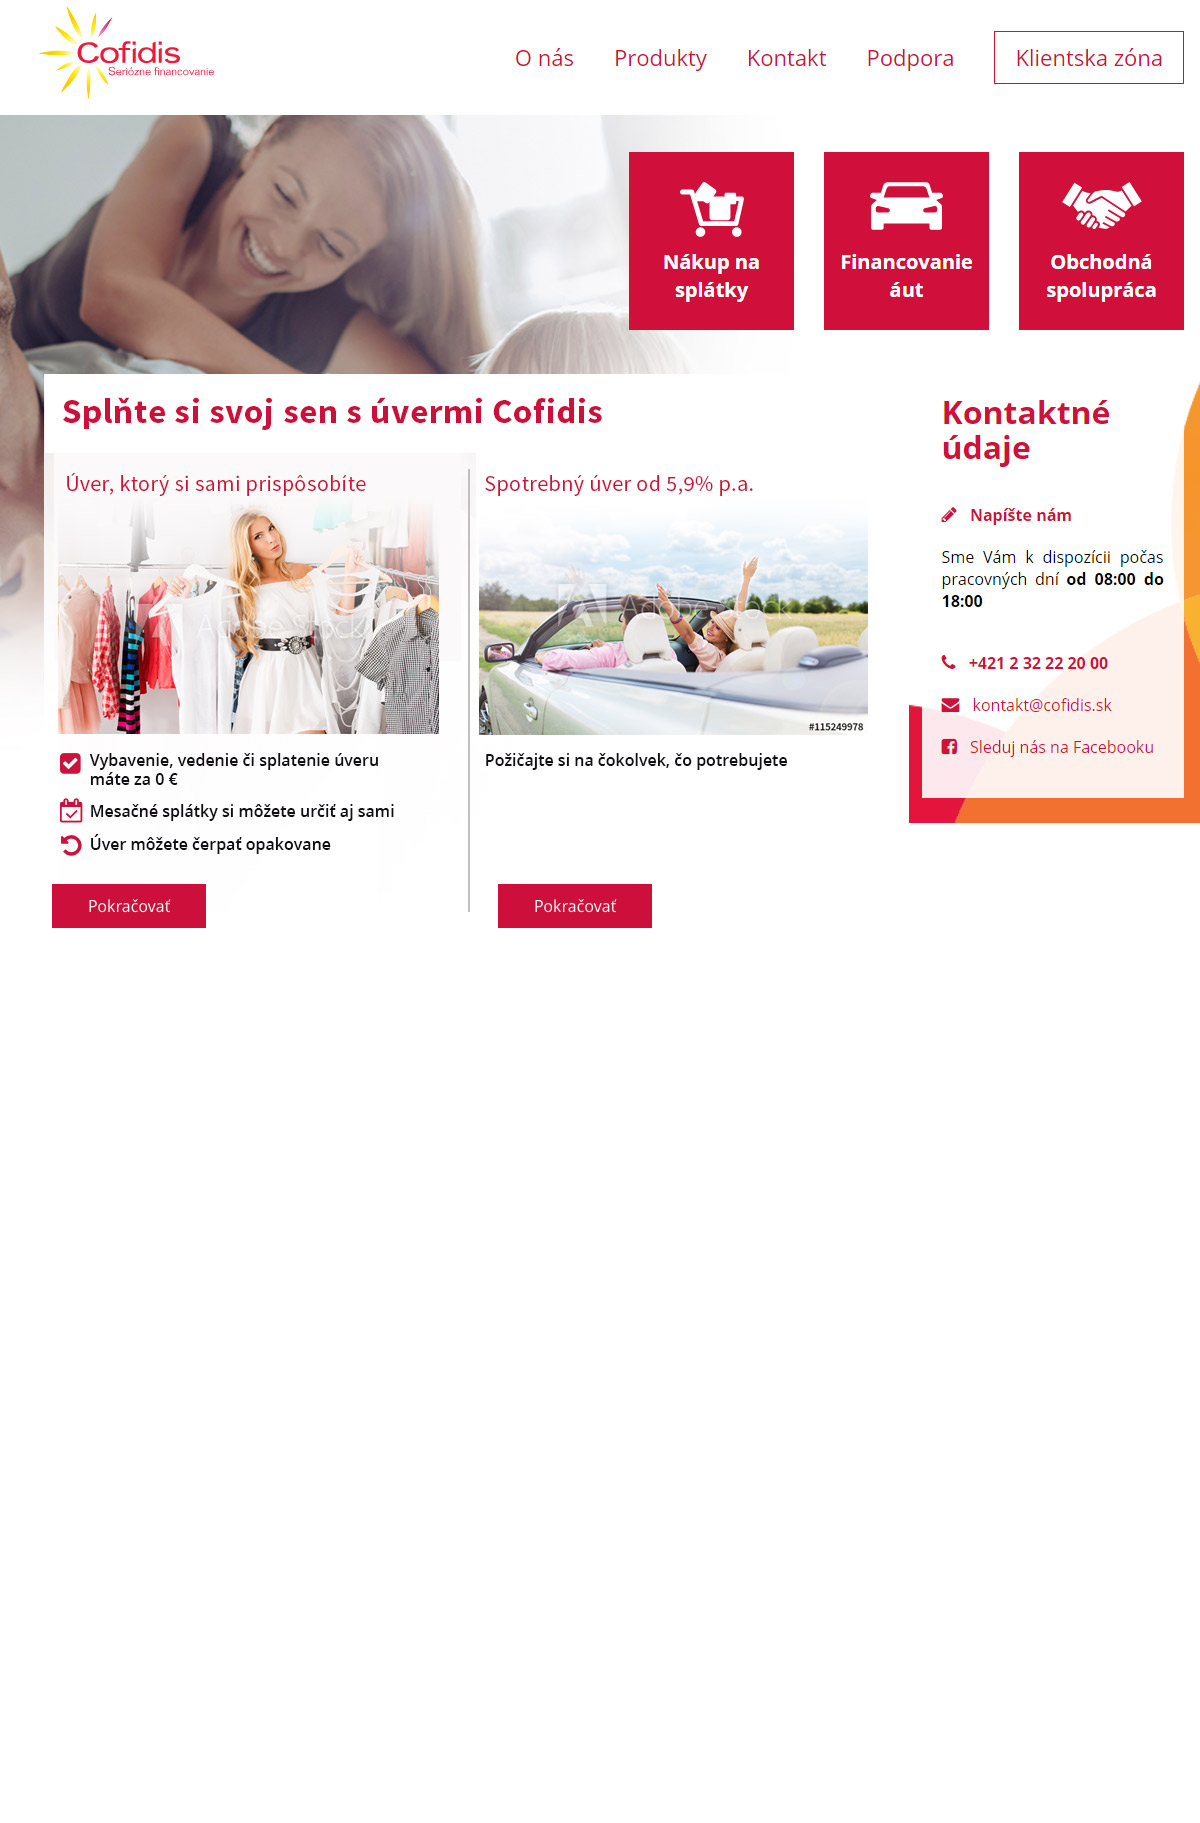 Cofidis
Seriózne financovanie
O nás
Produkty
Kontakt
Podpora
Klientska zóna
Nákup na
splátky
Financovanie
áut
Obchodná
spolupráca
Splňte si svoj sen s úvermi Cofidis
Úver, ktorý si sami prispôsobíte
Vybavenie, vedenie či splatenie úveru
máte za 0 €
Mesačné splátky si môžete určiť aj sami
Úver môžete čerpať opakovane
Pokračovať
Spotrebný úver od 5,9% p.a.
Adobe Stock
#115249978
Požičajte si na čokolvek, čo potrebujete
Pokračovať
Kontaktné
údaje
Napíšte nám
Sme Vám k dispozícii počas
pracovných dní od 08:00 do
18:00
+421 2 32 22 20 00
kontakt@cofidis.sk
Sleduj nás na Facebooku